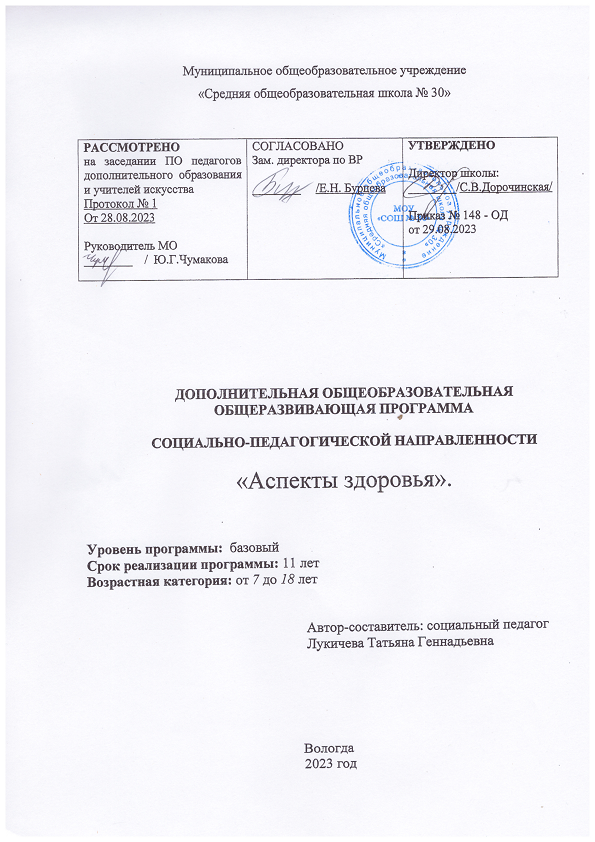 Муниципальное общеобразовательное учреждение
«Средняя общеобразовательная школа № 30»
РАССМОТРЕНО
на заседании ПО педагогов
дополнительного образования
и учителей искусства
Протокол № 1
От 28.08.2023
Руководитель МО
/ Ю.Г.Чумакова
СОГЛАСОВАНО
Зам. директора по ВР
/Е.Н. Бурцева
УТВЕРЖДЕНО
Директор школы:
/С.В.Дорочинская/
Приказ № 148 - ОД
от 29.08.2023
МОУ
«СОШ №
ДОПОЛНИТЕЛЬНАЯ ОБЩЕОБРАЗОВАТЕЛЬНАЯ
ОБЩЕРАЗВИВАЮЩАЯ ПРОГРАММА
СОЦИАЛЬНО-ПЕДАГОГИЧЕСКОЙ НАПРАВЛЕННОСТИ
«Аспекты здоровья».
Уровень программы: базовый
Срок реализации программы: 11 лет
Возрастная категория: от 7 до 18 лет
Автор-составитель: социальный педагог
Лукичева Татьяна Геннадьевна
Вологда
2023 год